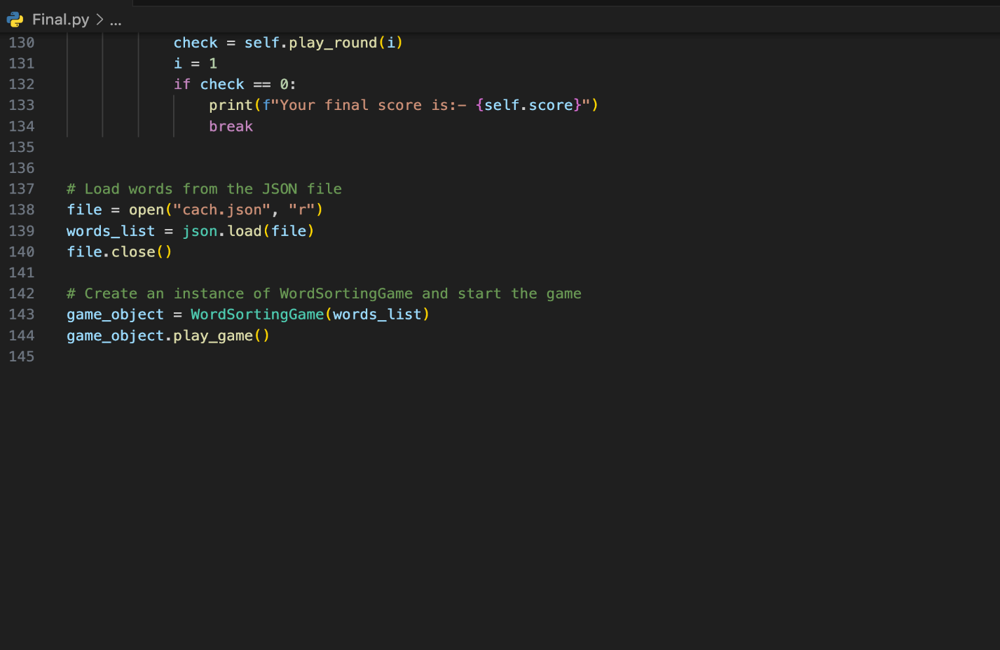 Final.py > ...
130 check = self.play_round(i)
131 i = 1
132 if check == 0:
133 print(f"Your final score is:- {self.score}")
134 break
135
136
137 # Load words from the JSON file
138 file = open("cach.json", "r")
139 words_list = json.load(file)
140 file.close()
141
142 # Create an instance of WordSortingGame and start the game
143 game_object = WordSortingGame(words_list)
144 game_object.play_game()
145